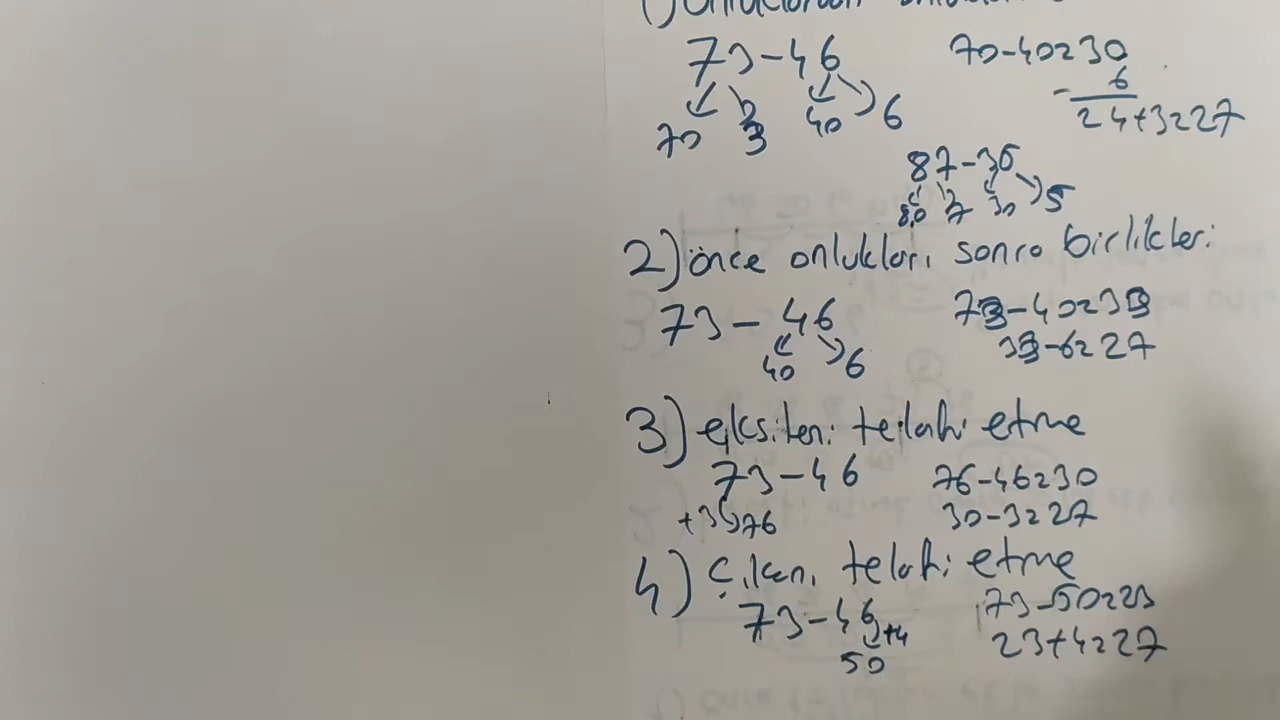 1)
73-46 70-40=30
70 3 40 6 - 6
24+3=27
87-35
80 7 30 5
2) önce onlukları sonra birlikleri
73 - 46 73-40=33
40 6 33-6=27
3) eksileni telafi etme
73-46 76-46=30
+3 76 30-3=27
4) Çıkanı telafi etme
73-46 73-50=23
+4 23+4=27
50